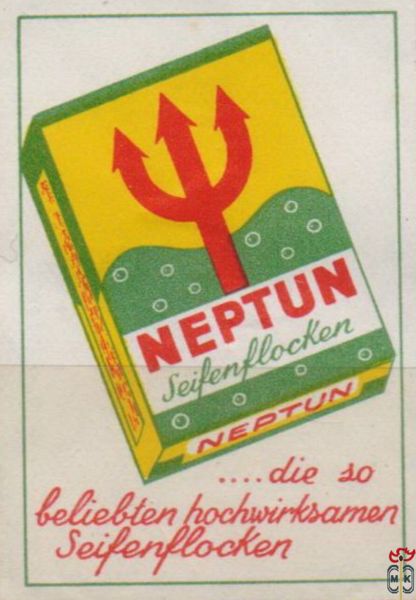 NEPTUN
Seifenflocken
NEPTUN
....die so
beliebten hochwirksamen
Seifenflocken
M K